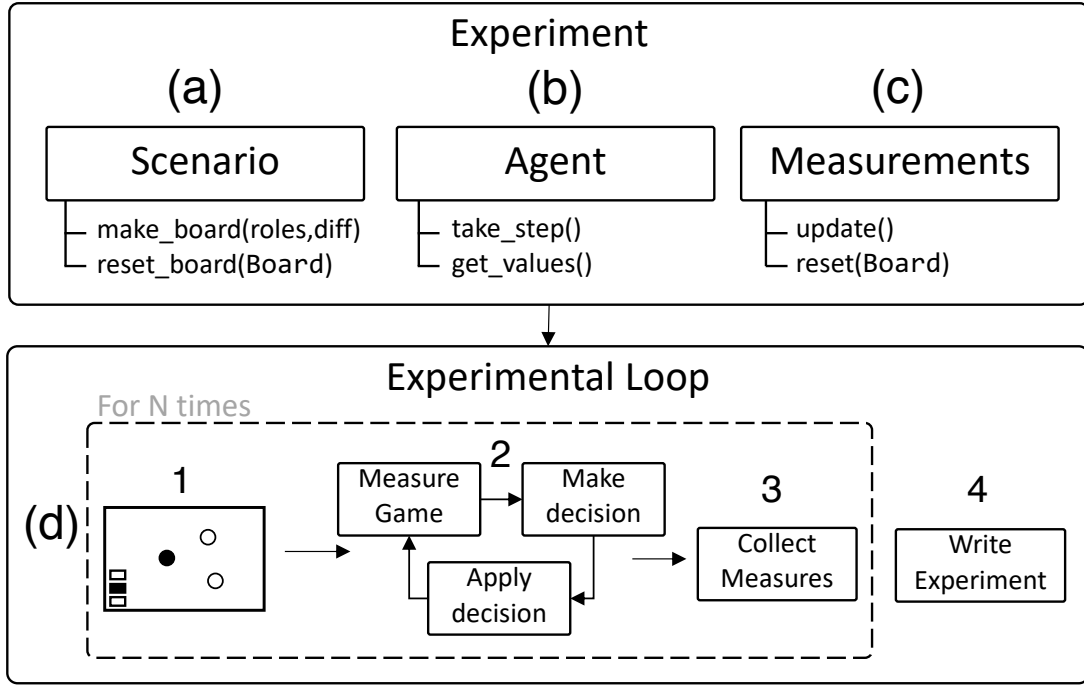 Experiment
(a)
(b)
(c)
Scenario
Agent
Measurements
make_board(roles,diff)
reset_board(Board)
take_step()
get_values()
update()
reset(Board)
Experimental Loop
For N times
(d)
1
2
Measure
Game
Make
decision
Apply
decision
3
Collect
Measures
4
Write
Experiment